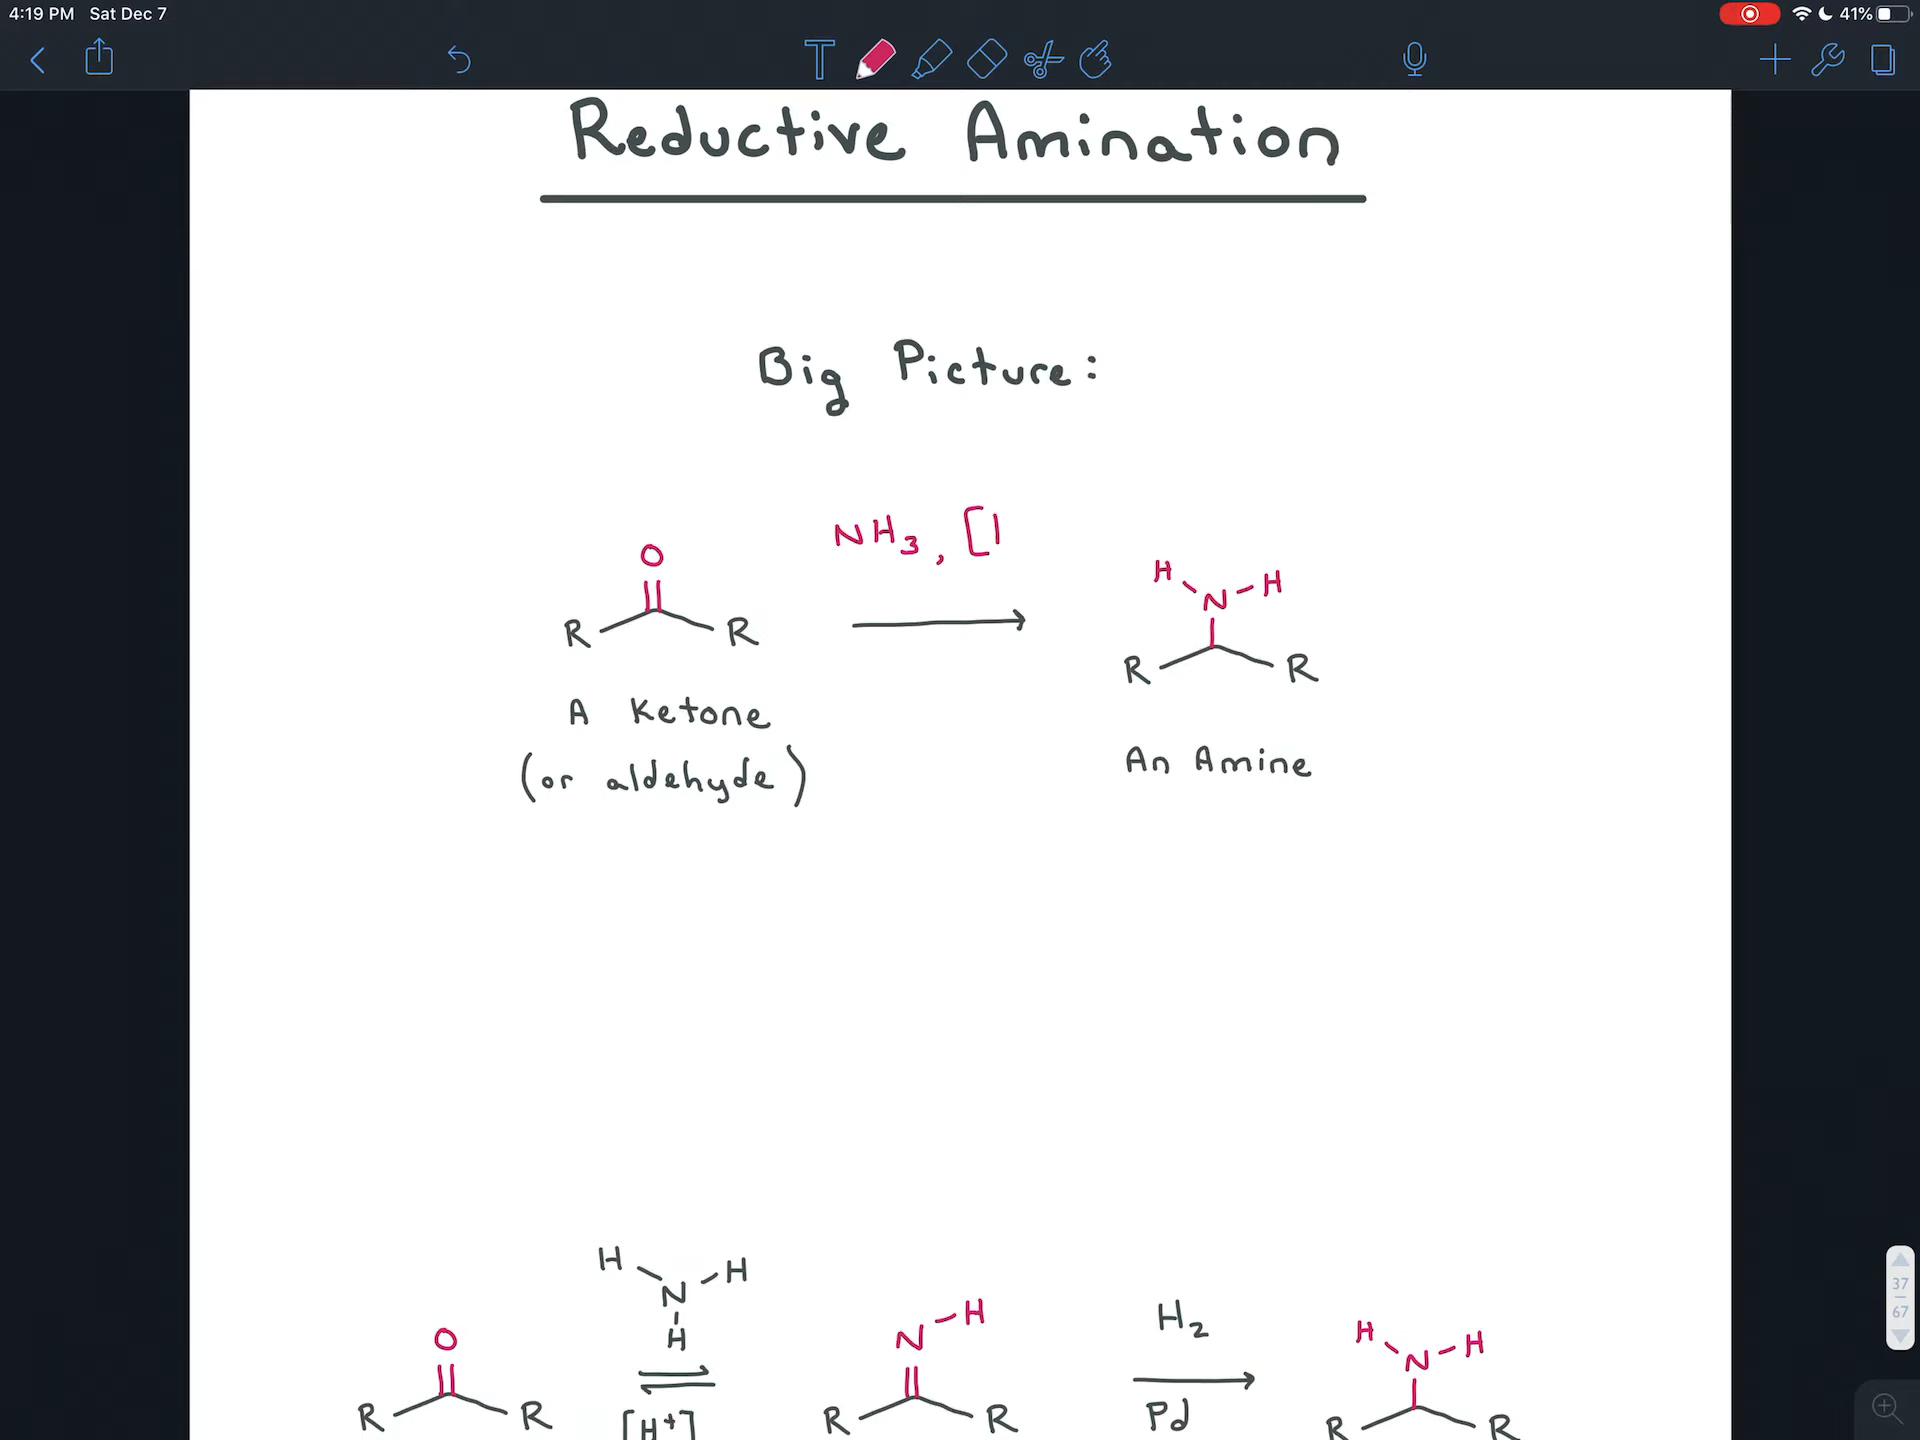 4:19 PM Sat Dec 7
41%
Reductive Amination
Big Picture:
NH₃, [
O
R R
H H
N
R R
A Ketone
(or aldehyde)
An Amine
37
67
H H
N
H
O
R R
[H⁺]
N H
R R
H₂
Pd
H H
N
R R